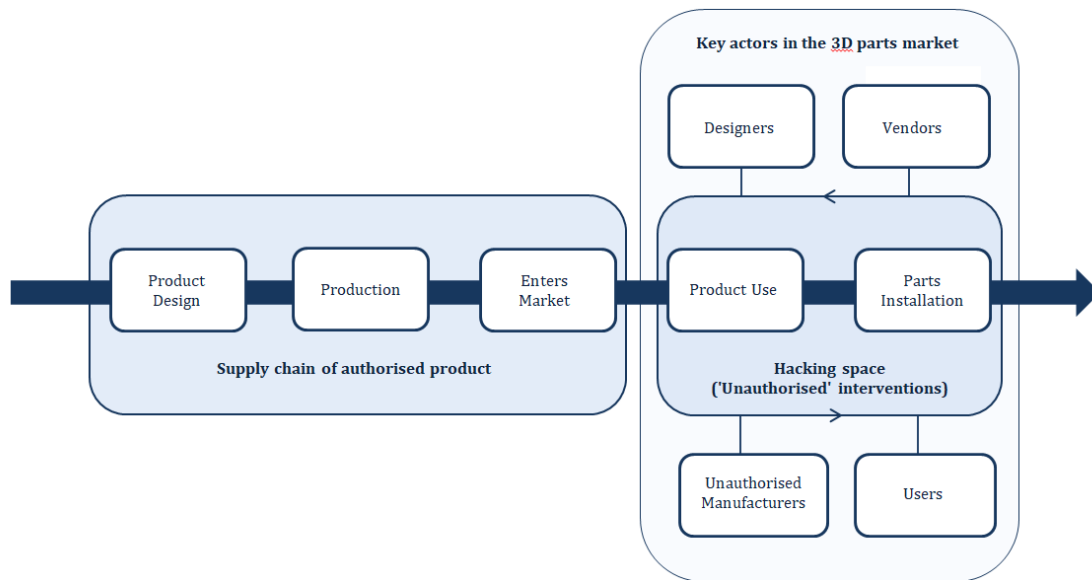 Key actors in the 3D parts market
Designers
Vendors
Product
Design
Production
Enters
Market
Product Use
Parts
Installation
Supply chain of authorised product
Hacking space
('Unauthorised' interventions)
Unauthorised
Manufacturers
Users